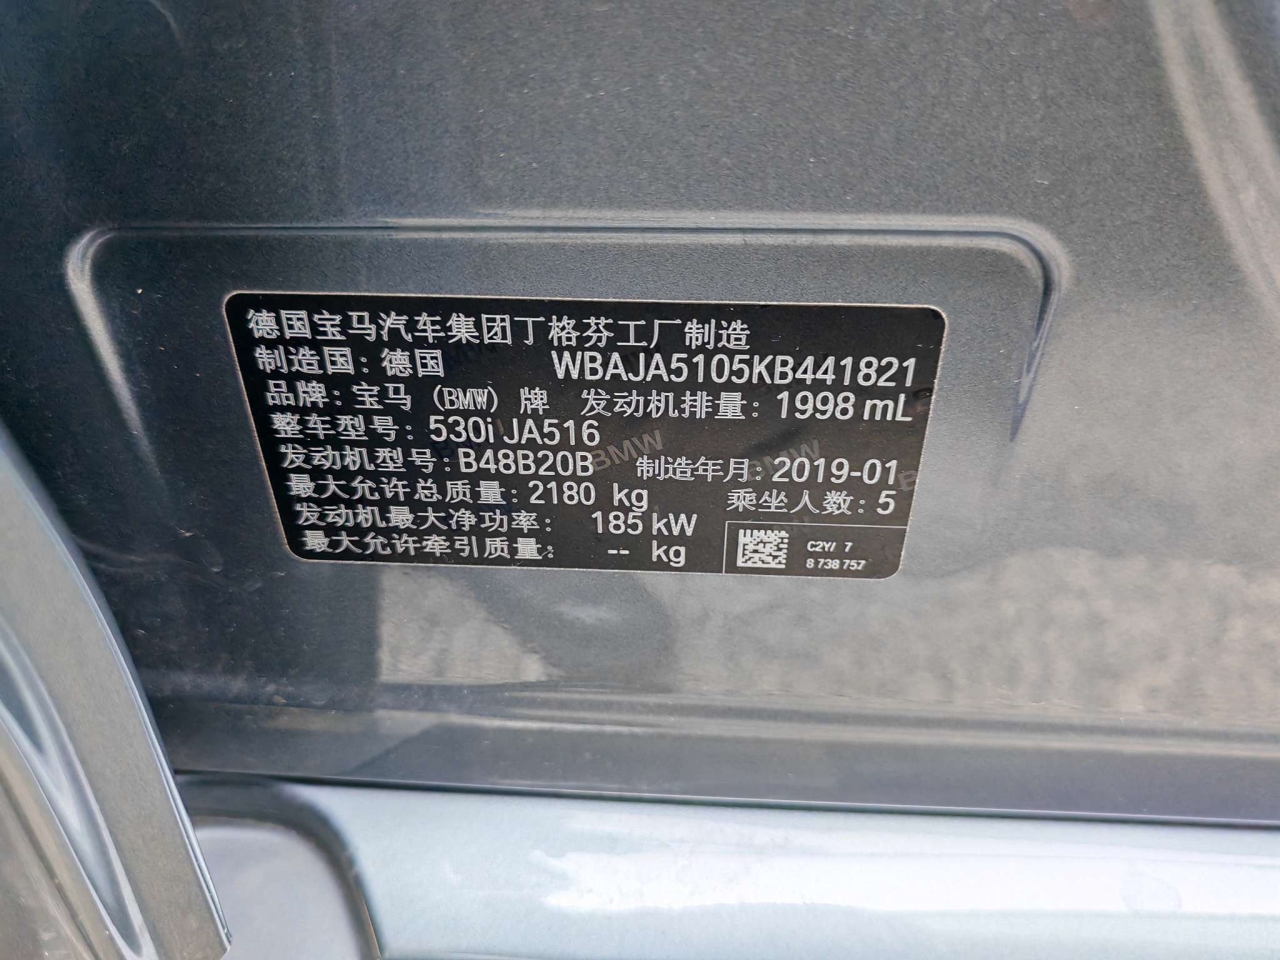 德国宝马汽车集团丁格芬工厂制造
制造国：德国 WBAJA5105KB441821
品牌：宝马 (BMW) 牌 发动机排量：1998 mL
整车型号：530i JA516
发动机型号：B48B20B 制造年月：2019-01
最大允许总质量：2180 kg 乘坐人数：5
发动机最大净功率： 185 kW
最大允许牵引质量： -- kg
C2Y/ 7
8 738 757
BMW
BMW